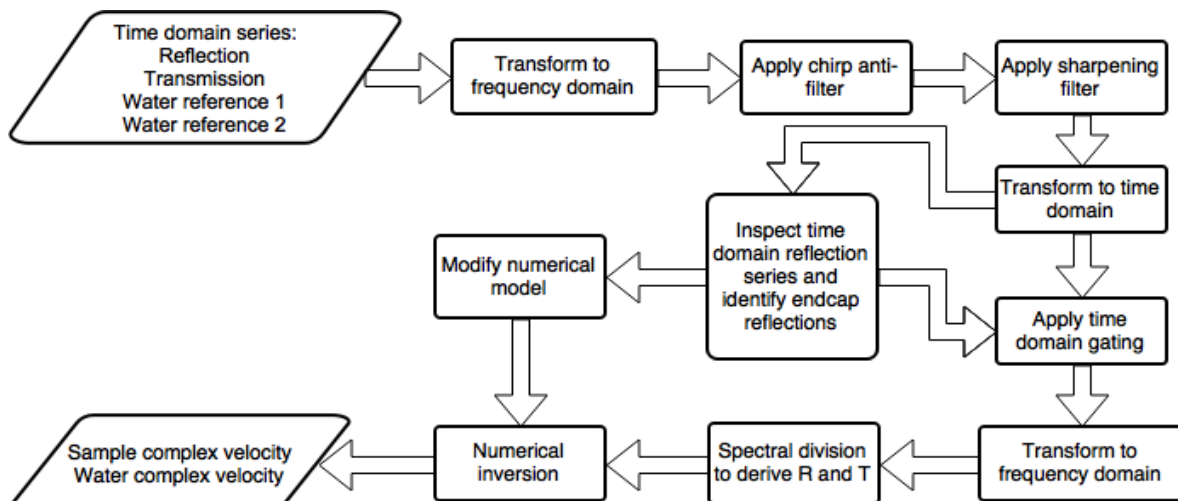 Time domain series:
Reflection
Transmission
Water reference 1
Water reference 2
Transform to
frequency domain
Apply chirp anti-
filter
Apply sharpening
filter
Transform to time
domain
Inspect time
domain reflection
series and
identify endcap
reflections
Modify numerical
model
Apply time
domain gating
Sample complex velocity
Water complex velocity
Numerical
inversion
Spectral division
to derive R and T
Transform to
frequency domain